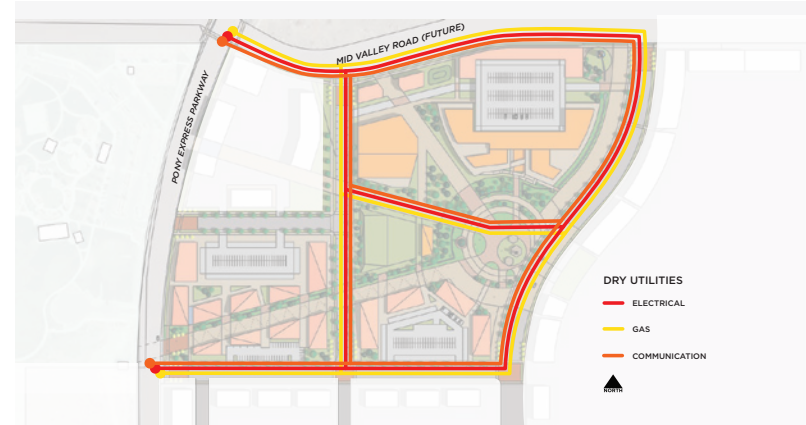 MID VALLEY ROAD (FUTURE)
PONY EXPRESS PARKWAY
DRY UTILITIES
ELECTRICAL
GAS
COMMUNICATION
NORTH